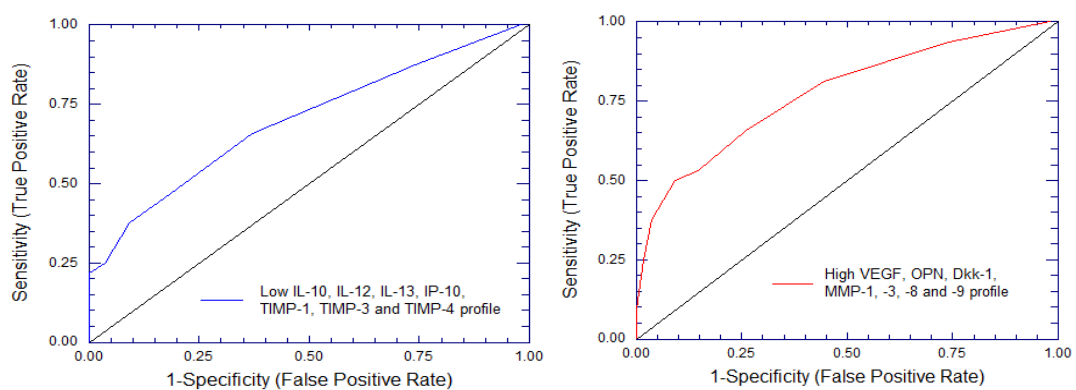 1.00
0.75
0.50
0.25
0.00
0.00
0.25
0.50
0.75
1.00
Sensitivity (True Positive Rate)
1-Specificity (False Positive Rate)
Low IL-10, IL-12, IL-13, IP-10,
TIMP-1, TIMP-3 and TIMP-4 profile
1.00
0.75
0.50
0.25
0.00
0.00
0.25
0.50
0.75
1.00
Sensitivity (True Positive Rate)
1-Specificity (False Positive Rate)
High VEGF, OPN, Dkk-1,
MMP-1, -3, -8 and -9 profile